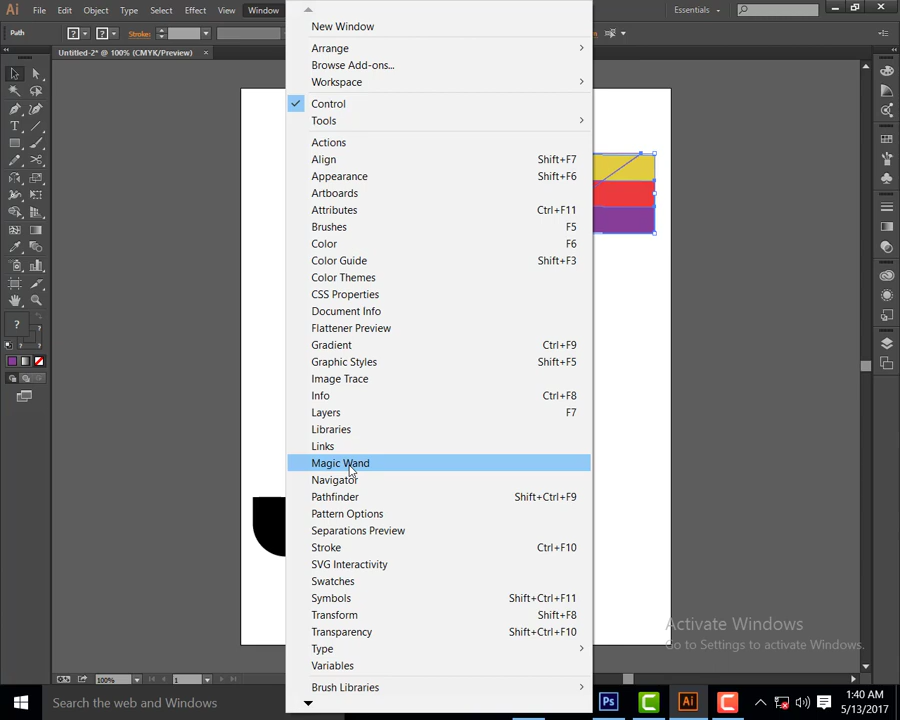 Ai File Edit Object Type Select Effect View Window
New Window
Essentials
Path ? ? Stroke:
Arrange
Untitled-2* @ 100% (CMYK/Preview) ×
Browse Add-ons...
Workspace
Control
Tools
Actions
Align Shift+F7
Appearance Shift+F6
Artboards
Attributes Ctrl+F11
Brushes F5
Color F6
Color Guide Shift+F3
Color Themes
CSS Properties
Document Info
Flattener Preview
?
Gradient Ctrl+F9
Graphic Styles Shift+F5
Image Trace
Info Ctrl+F8
Layers F7
Libraries
Links
Magic Wand
Navigator
Pathfinder Shift+Ctrl+F9
Pattern Options
Separations Preview
Stroke Ctrl+F10
SVG Interactivity
Swatches
Symbols Shift+Ctrl+F11
Transform Shift+F8
Transparency Shift+Ctrl+F10
Type
Variables
Brush Libraries
Activate Windows
Go to Settings to activate Windows.
100% 1
Search the web and Windows
Ps Ai
1:40 AM
5/13/2017